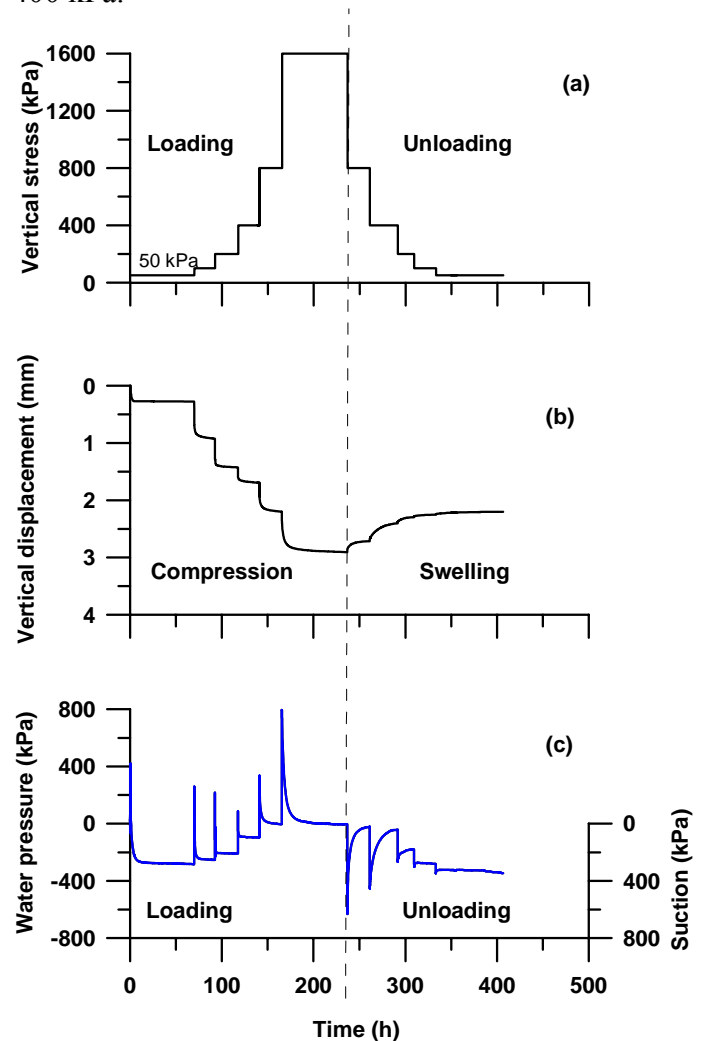 400 kPa.
1600
1200
800
400
0
Vertical stress (kPa)
(a)
Loading
Unloading
50 kPa
0
1
2
3
4
Vertical displacement (mm)
(b)
Compression
Swelling
800
400
0
-400
-800
Water pressure (kPa)
(c)
0
400
800
Suction (kPa)
Loading
Unloading
0 100 200 300 400 500
Time (h)